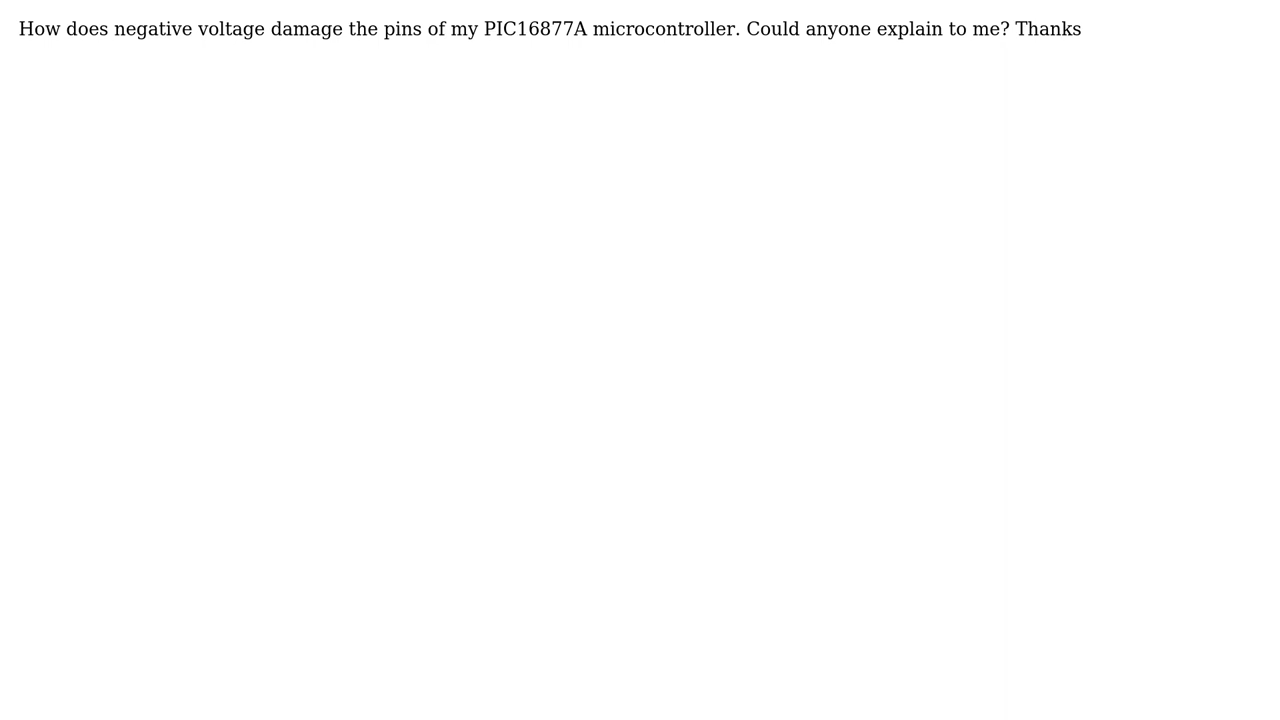 How does negative voltage damage the pins of my PIC16877A microcontroller. Could anyone explain to me? Thanks